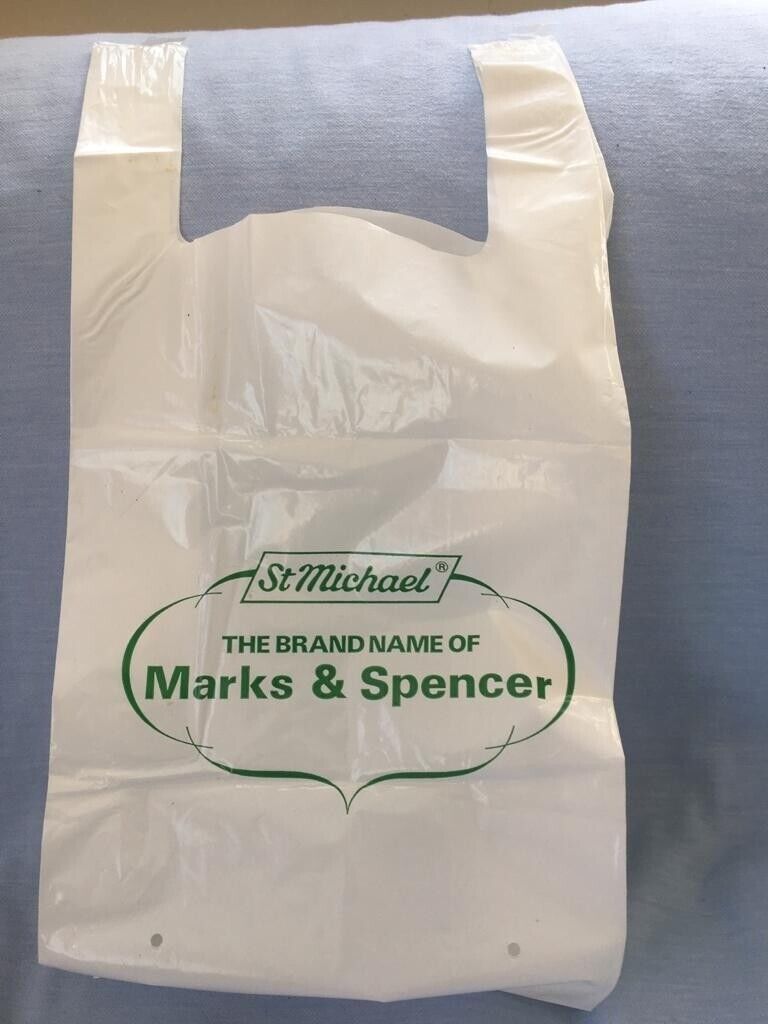 St Michael®
THE BRAND NAME OF
Marks & Spencer